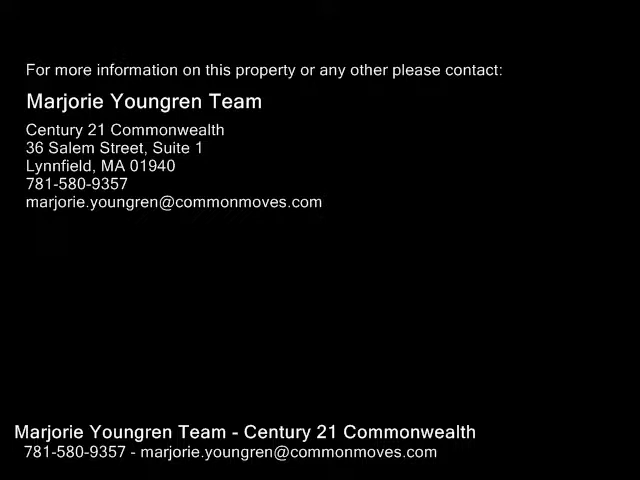 For more information on this property or any other please contact:
Marjorie Youngren Team
Century 21 Commonwealth
36 Salem Street, Suite 1
Lynnfield, MA 01940
781-580-9357
marjorie.youngren@commonmoves.com
Marjorie Youngren Team - Century 21 Commonwealth
781-580-9357 - marjorie.youngren@commonmoves.com